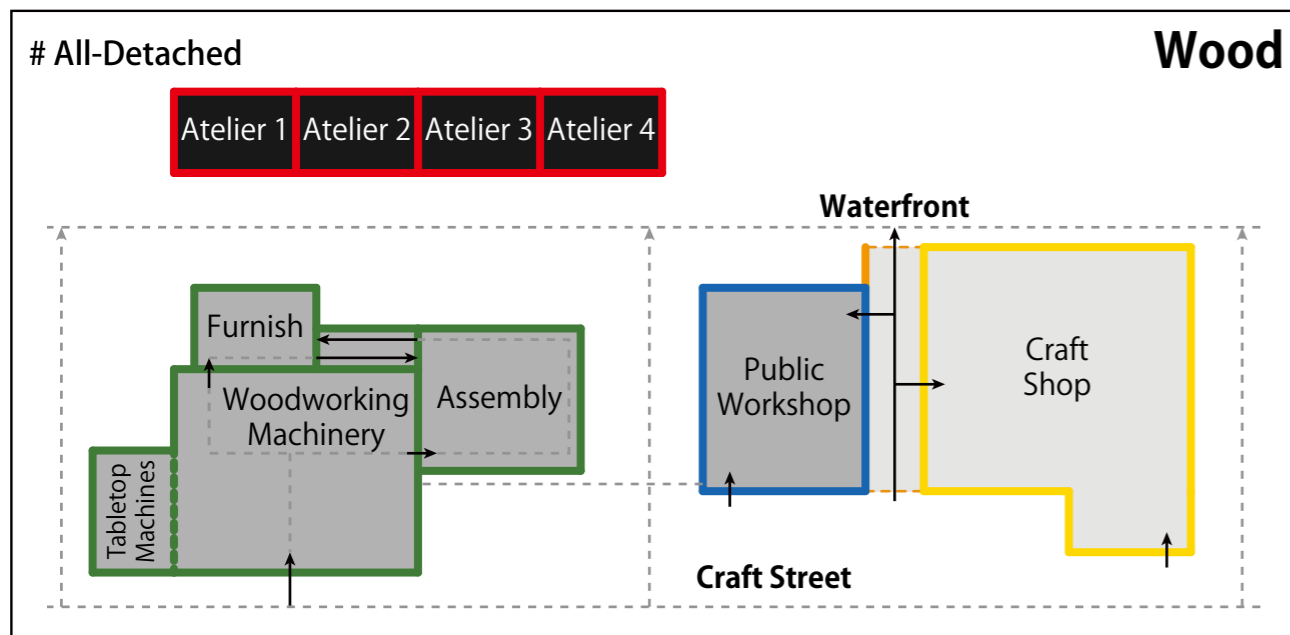 # All-Detached
Wood
Atelier 1
Atelier 2
Atelier 3
Atelier 4
Waterfront
Furnish
Woodworking
Machinery
Assembly
Tabletop
Machines
Public
Workshop
Craft
Shop
Craft Street